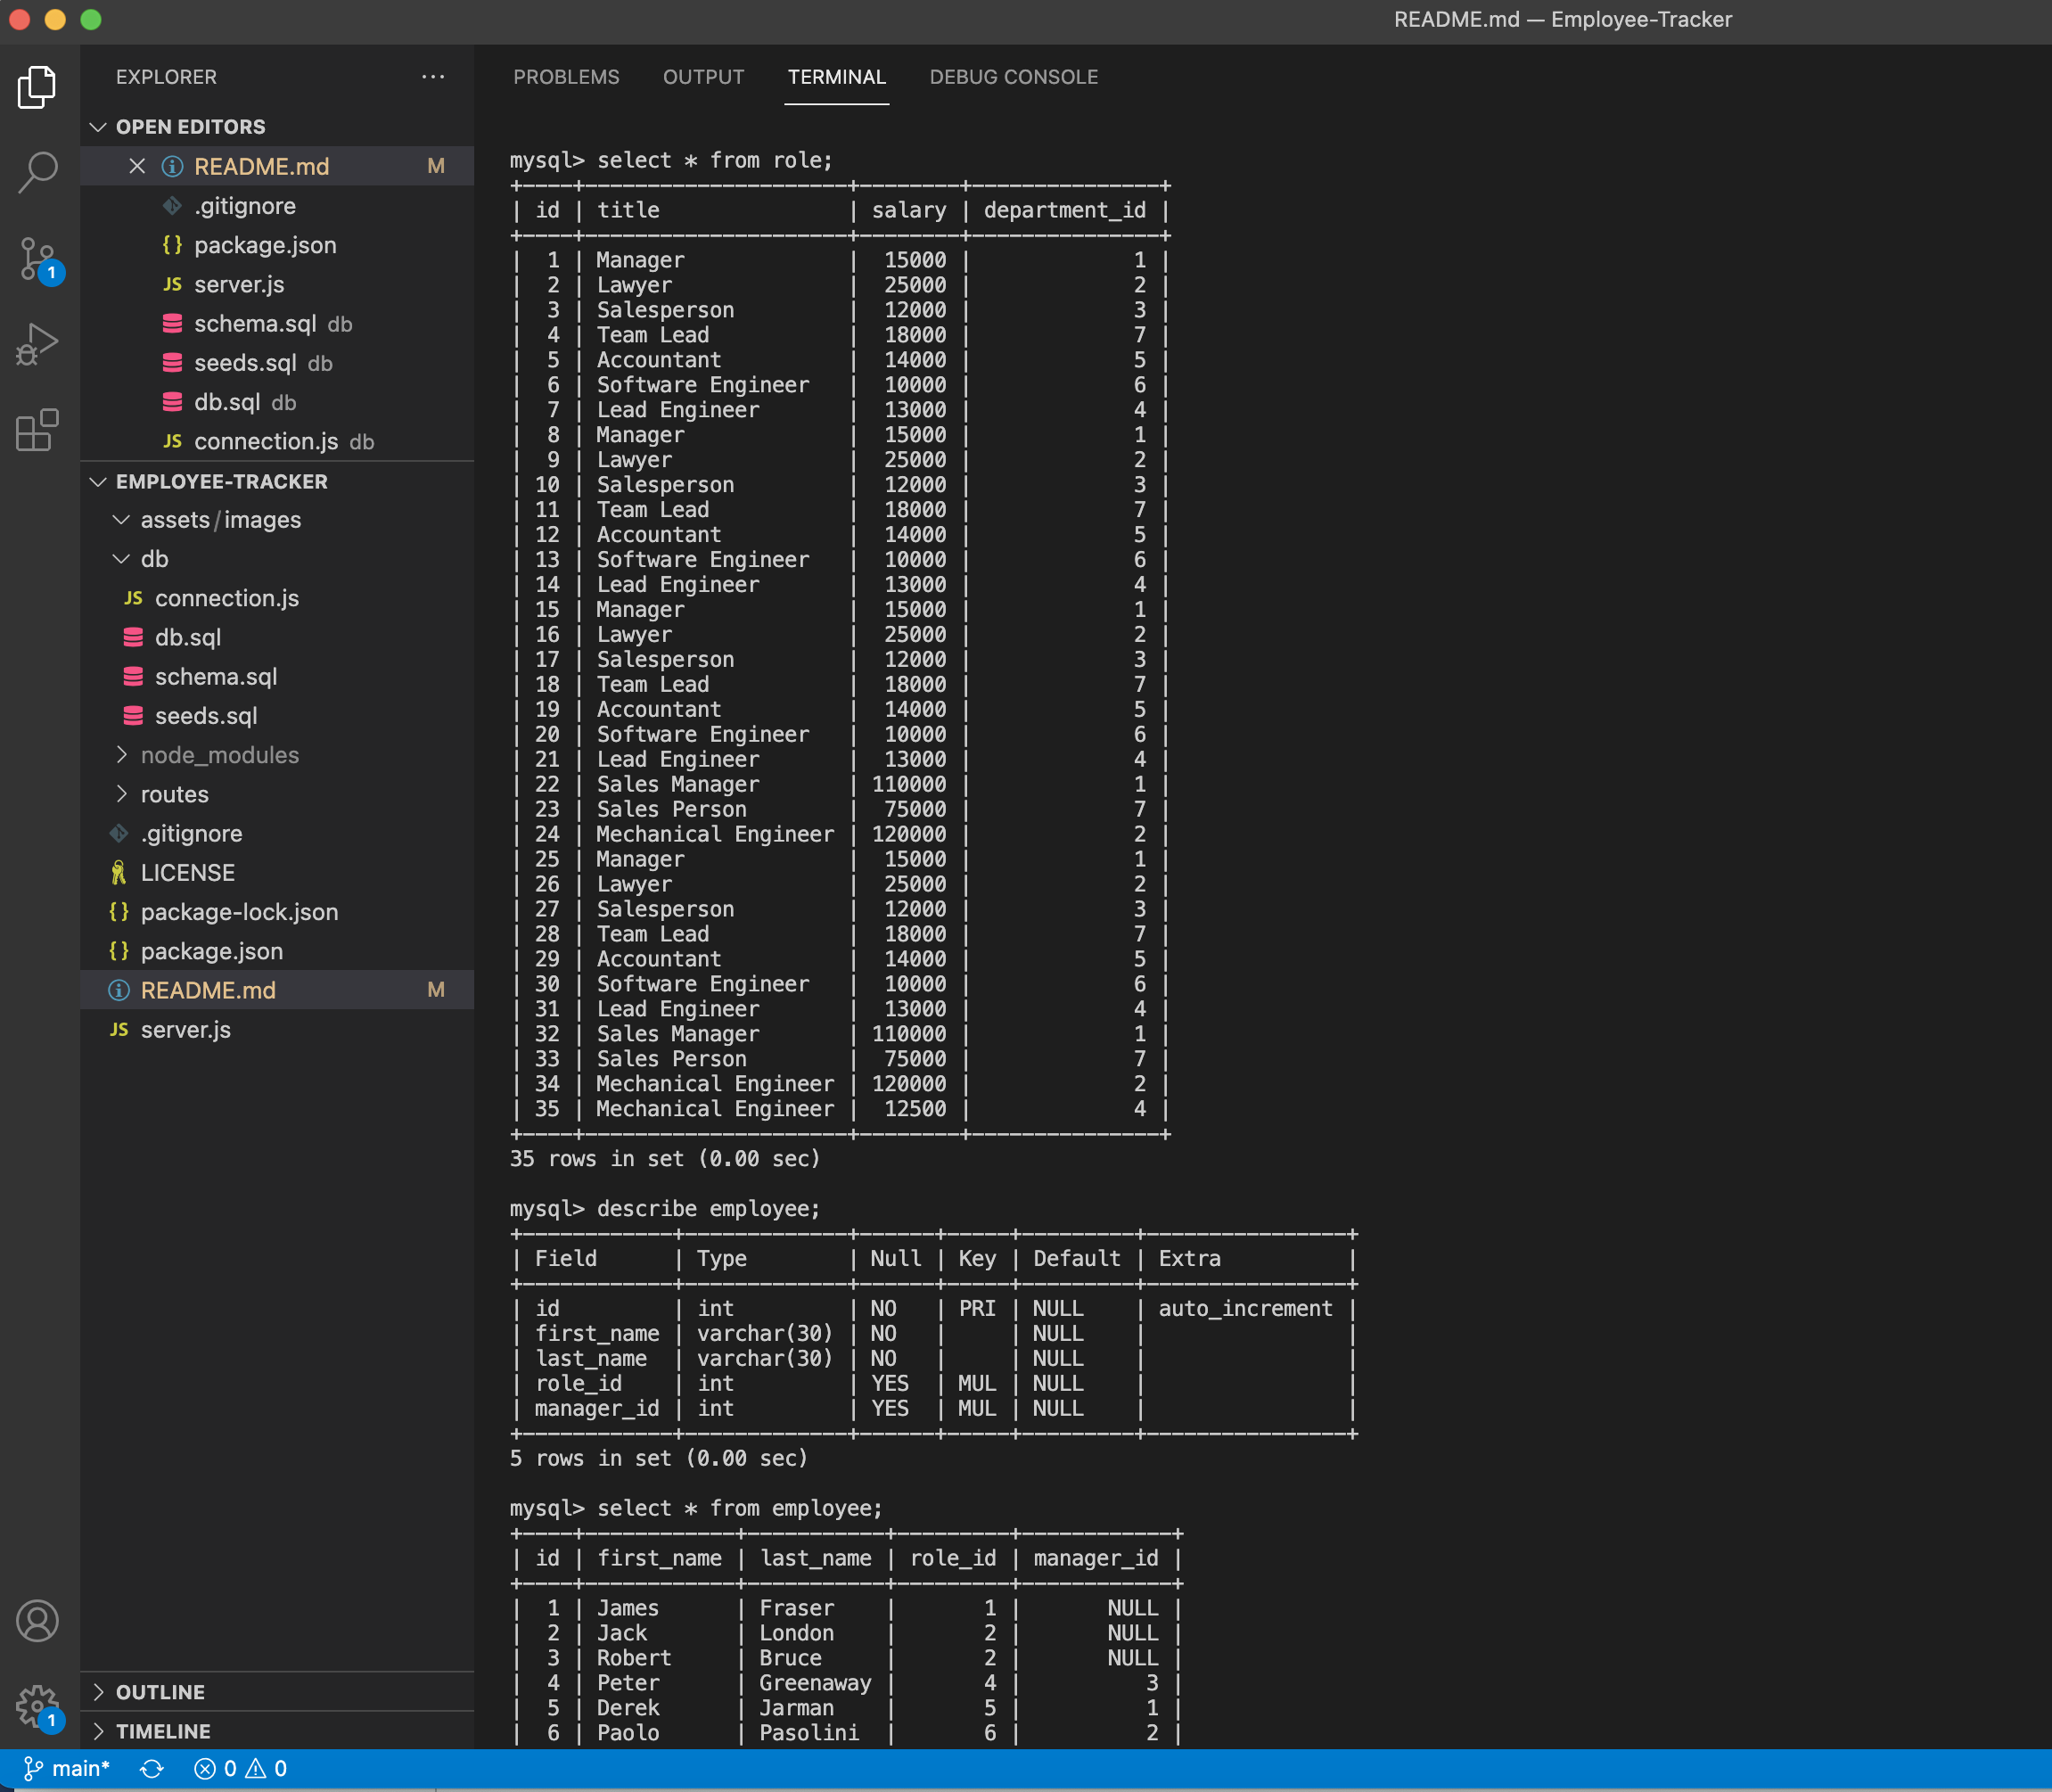 README.md — Employee-Tracker
EXPLORER
OPEN EDITORS
README.md M
.gitignore
{} package.json
JS server.js
schema.sql db
seeds.sql db
db.sql db
JS connection.js db
EMPLOYEE-TRACKER
assets/images
db
JS connection.js
db.sql
schema.sql
seeds.sql
node_modules
routes
.gitignore
LICENSE
{} package-lock.json
{} package.json
README.md M
JS server.js
OUTLINE
TIMELINE
1
1
PROBLEMS OUTPUT TERMINAL DEBUG CONSOLE
mysql> select * from role;
+----+---------------------+--------+---------------+
| id | title               | salary | department_id |
+----+---------------------+--------+---------------+
|  1 | Manager             |  15000 |             1 |
|  2 | Lawyer              |  25000 |             2 |
|  3 | Salesperson         |  12000 |             3 |
|  4 | Team Lead           |  18000 |             7 |
|  5 | Accountant          |  14000 |             5 |
|  6 | Software Engineer   |  10000 |             6 |
|  7 | Lead Engineer       |  13000 |             4 |
|  8 | Manager             |  15000 |             1 |
|  9 | Lawyer              |  25000 |             2 |
| 10 | Salesperson         |  12000 |             3 |
| 11 | Team Lead           |  18000 |             7 |
| 12 | Accountant          |  14000 |             5 |
| 13 | Software Engineer   |  10000 |             6 |
| 14 | Lead Engineer       |  13000 |             4 |
| 15 | Manager             |  15000 |             1 |
| 16 | Lawyer              |  25000 |             2 |
| 17 | Salesperson         |  12000 |             3 |
| 18 | Team Lead           |  18000 |             7 |
| 19 | Accountant          |  14000 |             5 |
| 20 | Software Engineer   |  10000 |             6 |
| 21 | Lead Engineer       |  13000 |             4 |
| 22 | Sales Manager       | 110000 |             1 |
| 23 | Sales Person        |  75000 |             7 |
| 24 | Mechanical Engineer | 120000 |             2 |
| 25 | Manager             |  15000 |             1 |
| 26 | Lawyer              |  25000 |             2 |
| 27 | Salesperson         |  12000 |             3 |
| 28 | Team Lead           |  18000 |             7 |
| 29 | Accountant          |  14000 |             5 |
| 30 | Software Engineer   |  10000 |             6 |
| 31 | Lead Engineer       |  13000 |             4 |
| 32 | Sales Manager       | 110000 |             1 |
| 33 | Sales Person        |  75000 |             7 |
| 34 | Mechanical Engineer | 120000 |             2 |
| 35 | Mechanical Engineer |  12500 |             4 |
+----+---------------------+--------+---------------+
35 rows in set (0.00 sec)
mysql> describe employee;
+------------+-------------+------+-----+---------+----------------+
| Field      | Type        | Null | Key | Default | Extra          |
+------------+-------------+------+-----+---------+----------------+
| id         | int         | NO   | PRI | NULL    | auto_increment |
| first_name | varchar(30) | NO   |     | NULL    |                |
| last_name  | varchar(30) | NO   |     | NULL    |                |
| role_id    | int         | YES  | MUL | NULL    |                |
| manager_id | int         | YES  | MUL | NULL    |                |
+------------+-------------+------+-----+---------+----------------+
5 rows in set (0.00 sec)
mysql> select * from employee;
+----+------------+-----------+---------+------------+
| id | first_name | last_name | role_id | manager_id |
+----+------------+-----------+---------+------------+
|  1 | James      | Fraser    |       1 |       NULL |
|  2 | Jack       | London    |       2 |       NULL |
|  3 | Robert     | Bruce     |       2 |       NULL |
|  4 | Peter      | Greenaway |       4 |          3 |
|  5 | Derek      | Jarman    |       5 |          1 |
|  6 | Paolo      | Pasolini  |       6 |          2 |
main* 0 0